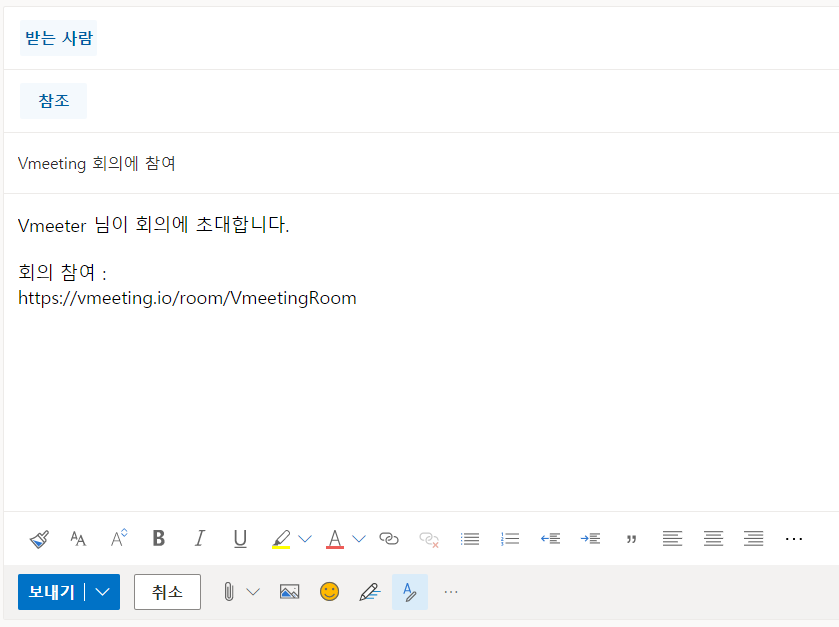 받는 사람
참조
Vmeeting 회의에 참여
Vmeeter 님이 회의에 초대합니다.
회의 참여 :
https://vmeeting.io/room/VmeetingRoom
보내기
취소